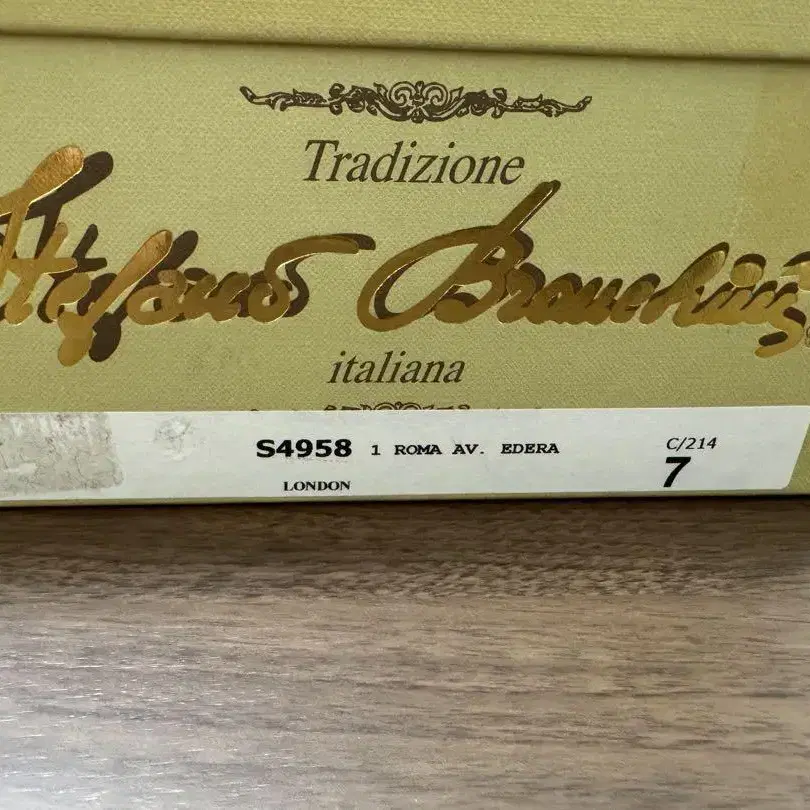 Tradizione
Stefano Branchini
italiana
S4958 1 ROMA AV. EDERA C/214
LONDON 7